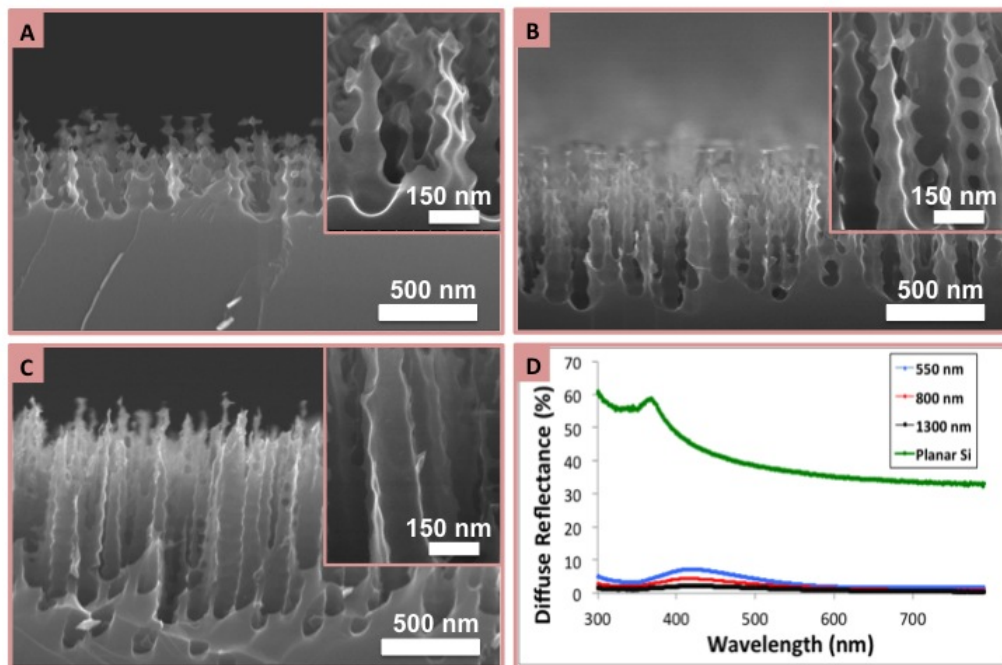 A
150 nm
500 nm
B
150 nm
500 nm
C
150 nm
500 nm
D
Diffuse Reflectance (%)
70
60
50
40
30
20
10
0
300
400
500
600
700
Wavelength (nm)
550 nm
800 nm
1300 nm
Planar Si